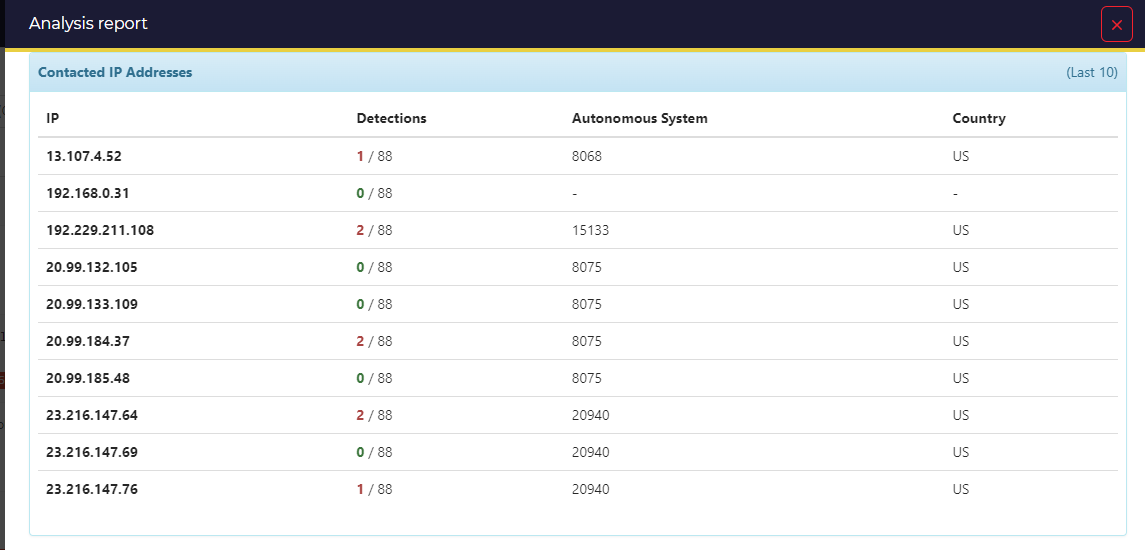 Analysis report
Contacted IP Addresses (Last 10)
IP Detections Autonomous System Country
13.107.4.52 1 / 88 8068 US
192.168.0.31 0 / 88 - -
192.229.211.108 2 / 88 15133 US
20.99.132.105 0 / 88 8075 US
20.99.133.109 0 / 88 8075 US
20.99.184.37 2 / 88 8075 US
20.99.185.48 0 / 88 8075 US
23.216.147.64 2 / 88 20940 US
23.216.147.69 0 / 88 20940 US
23.216.147.76 1 / 88 20940 US